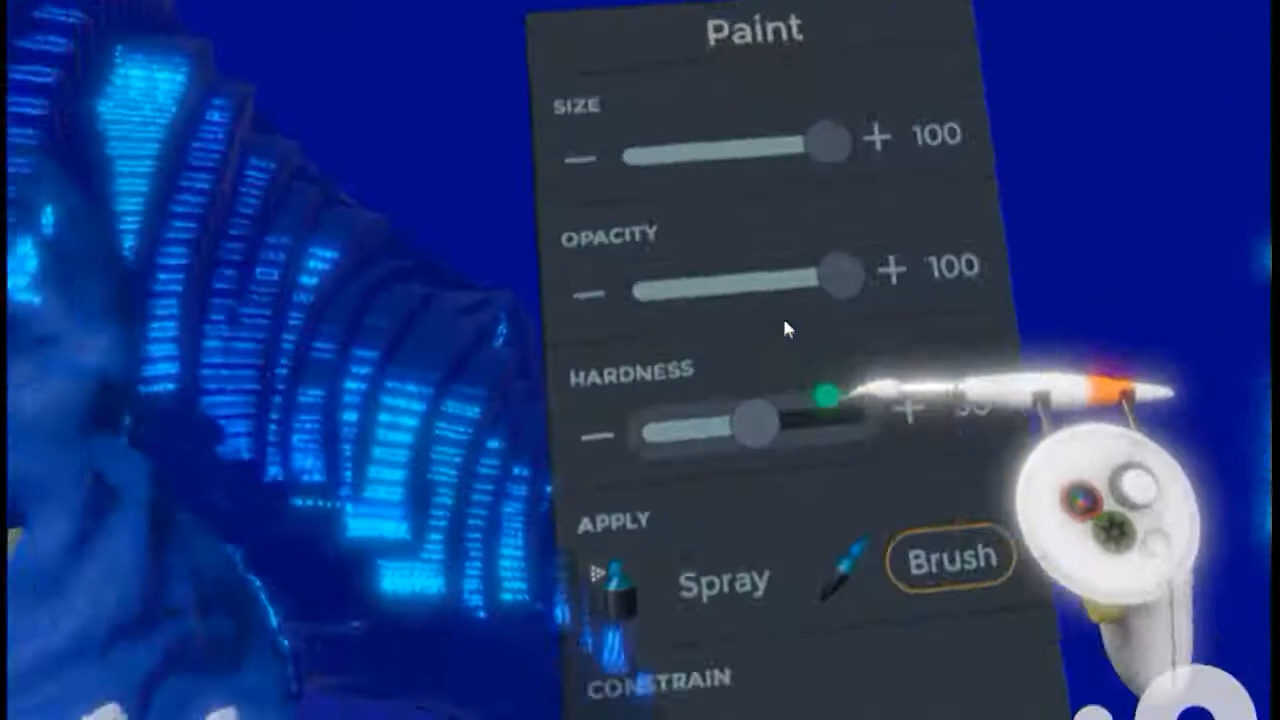 Paint
SIZE
— + 100
OPACITY
— + 100
HARDNESS
— +
APPLY
Spray Brush
CONSTRAIN